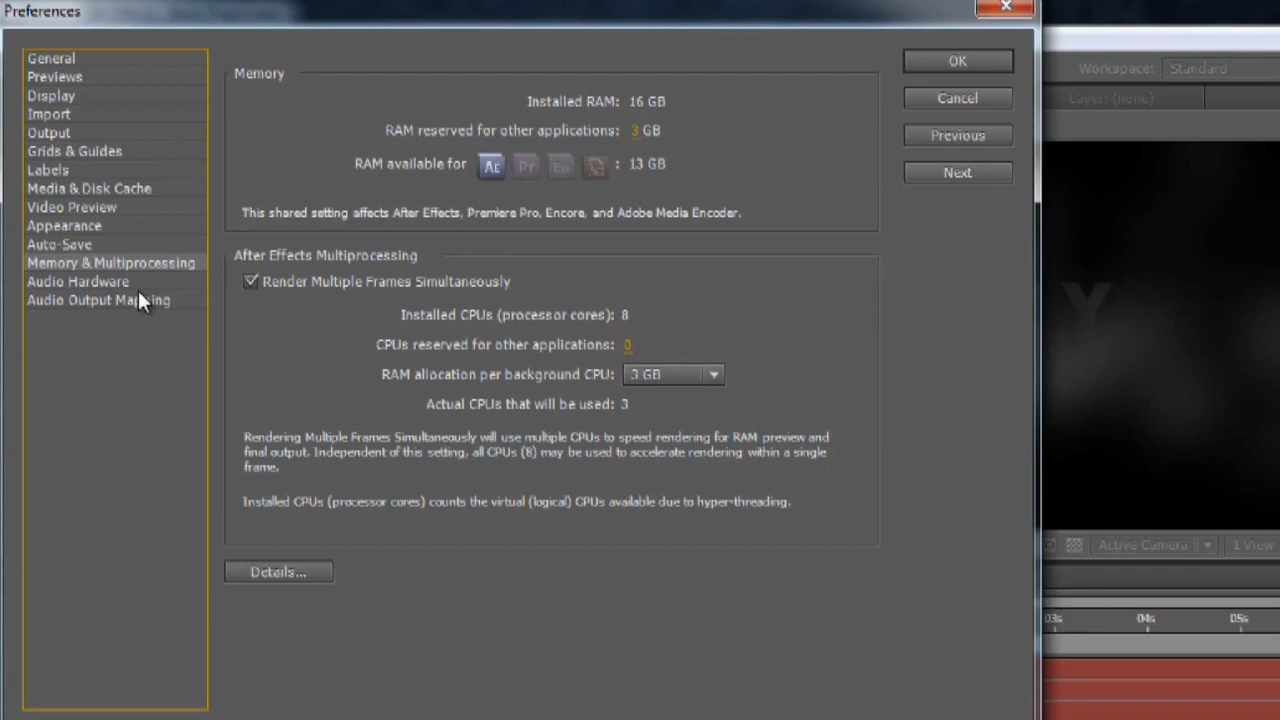 Preferences
General
Previews
Display
Import
Output
Grids & Guides
Labels
Media & Disk Cache
Video Preview
Appearance
Auto-Save
Memory & Multiprocessing
Audio Hardware
Audio Output Mapping
Memory
Installed RAM: 16 GB
RAM reserved for other applications: 3 GB
RAM available for Ae Pr En : 13 GB
This shared setting affects After Effects, Premiere Pro, Encore, and Adobe Media Encoder.
After Effects Multiprocessing
Render Multiple Frames Simultaneously
Installed CPUs (processor cores): 8
CPUs reserved for other applications: 0
RAM allocation per background CPU: 3 GB
Actual CPUs that will be used: 3
Rendering Multiple Frames Simultaneously will use multiple CPUs to speed rendering for RAM preview and
final output. Independent of this setting, all CPUs (8) may be used to accelerate rendering within a single
frame.
Installed CPUs (processor cores) counts the virtual (logical) CPUs available due to hyper-threading.
Details...
OK
Cancel
Previous
Next
Workspace: Standard
Layer: (none)
Y
Active Camera
1 View
03s
04s
05s